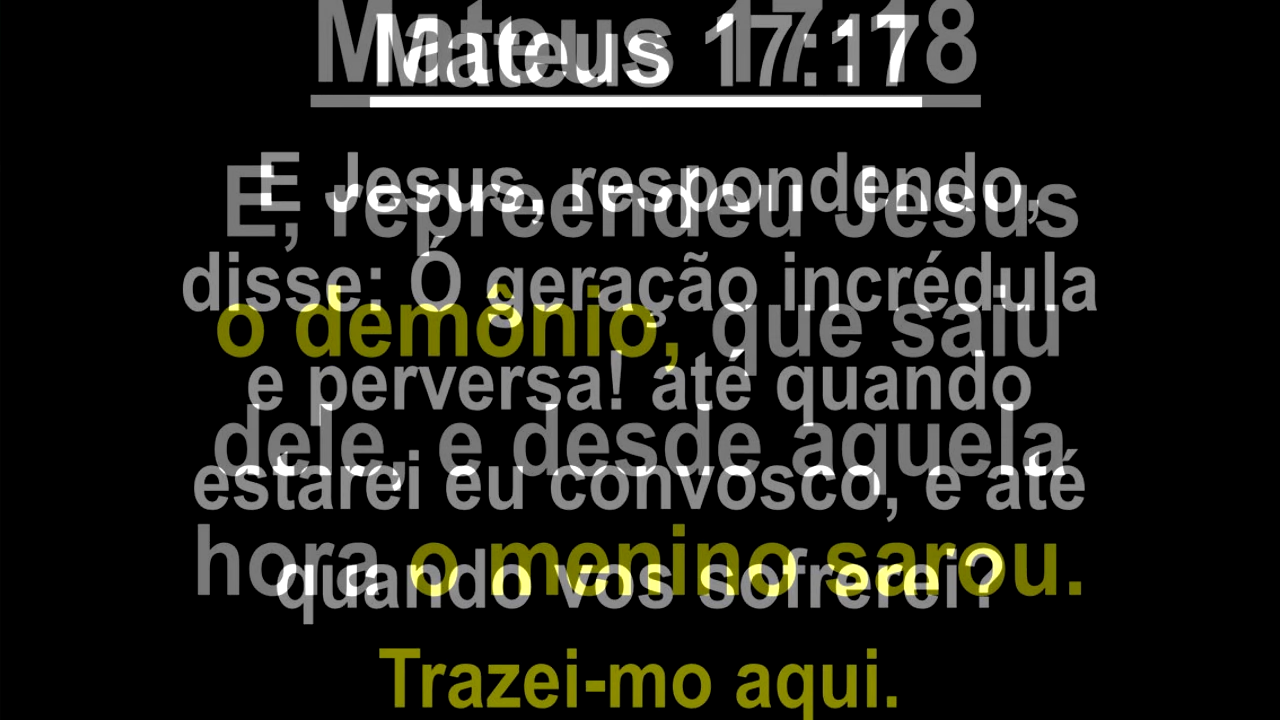 Mateus 17:17
E Jesus, respondendo,
disse: Ó geração incrédula
e perversa! até quando
estarei eu convosco, e até
quando vos sofrerei?
Trazei-mo aqui.
Mateus 17:18
E, repreendeu Jesus
o demônio, que saiu
dele, e desde aquela
hora o menino sarou.